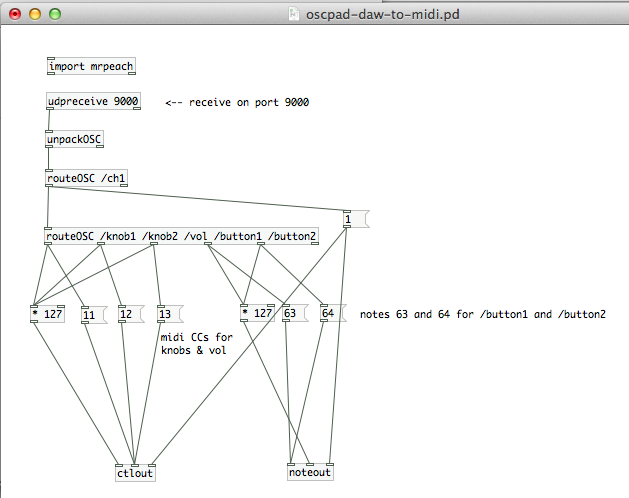 oscpad-daw-to-midi.pd
import mrpeach
udpreceive 9000
<-- receive on port 9000
unpackOSC
routeOSC /ch1
1
routeOSC /knob1 /knob2 /vol /button1 /button2
* 127
11
12
13
* 127
63
64
notes 63 and 64 for /button1 and /button2
midi CCs for
knobs & vol
ctlout
noteout